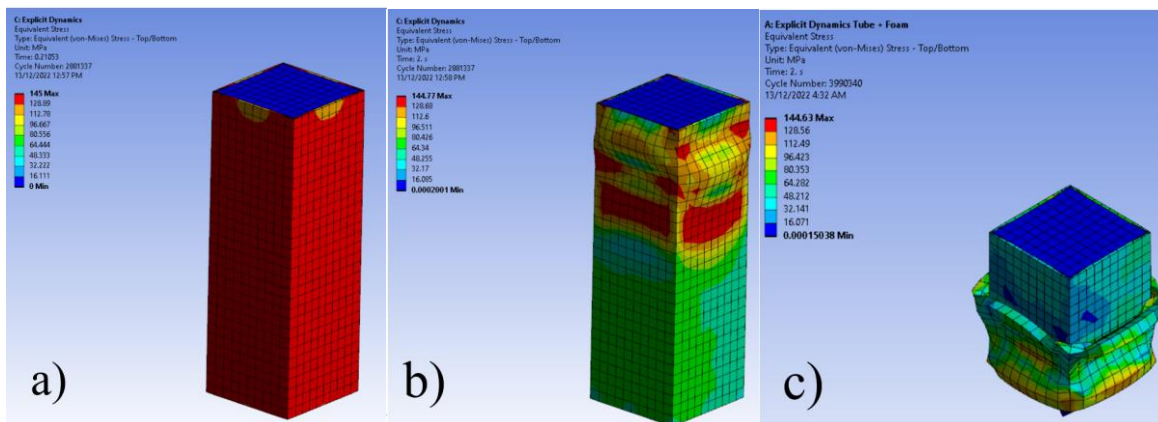 C: Explicit Dynamics
Equivalent Stress
Type: Equivalent (von-Mises) Stress - Top/Bottom
Unit: MPa
Time: 0.21053
Cycle Number: 2881337
13/12/2022 12:57 PM
145 Max
128.89
112.78
96.667
80.556
64.444
48.333
32.222
16.111
0 Min
a)
C: Explicit Dynamics
Equivalent Stress
Type: Equivalent (von-Mises) Stress - Top/Bottom
Unit: MPa
Time: 2. s
Cycle Number: 2881337
13/12/2022 12:58 PM
144.77 Max
128.68
112.6
96.511
80.426
64.34
48.255
32.17
16.085
0.0002001 Min
b)
A: Explicit Dynamics Tube + Foam
Equivalent Stress
Type: Equivalent (von-Mises) Stress - Top/Bottom
Unit: MPa
Time: 2. s
Cycle Number: 3990340
13/12/2022 4:32 AM
144.63 Max
128.56
112.49
96.423
80.353
64.282
48.212
32.141
16.071
0.00015038 Min
c)